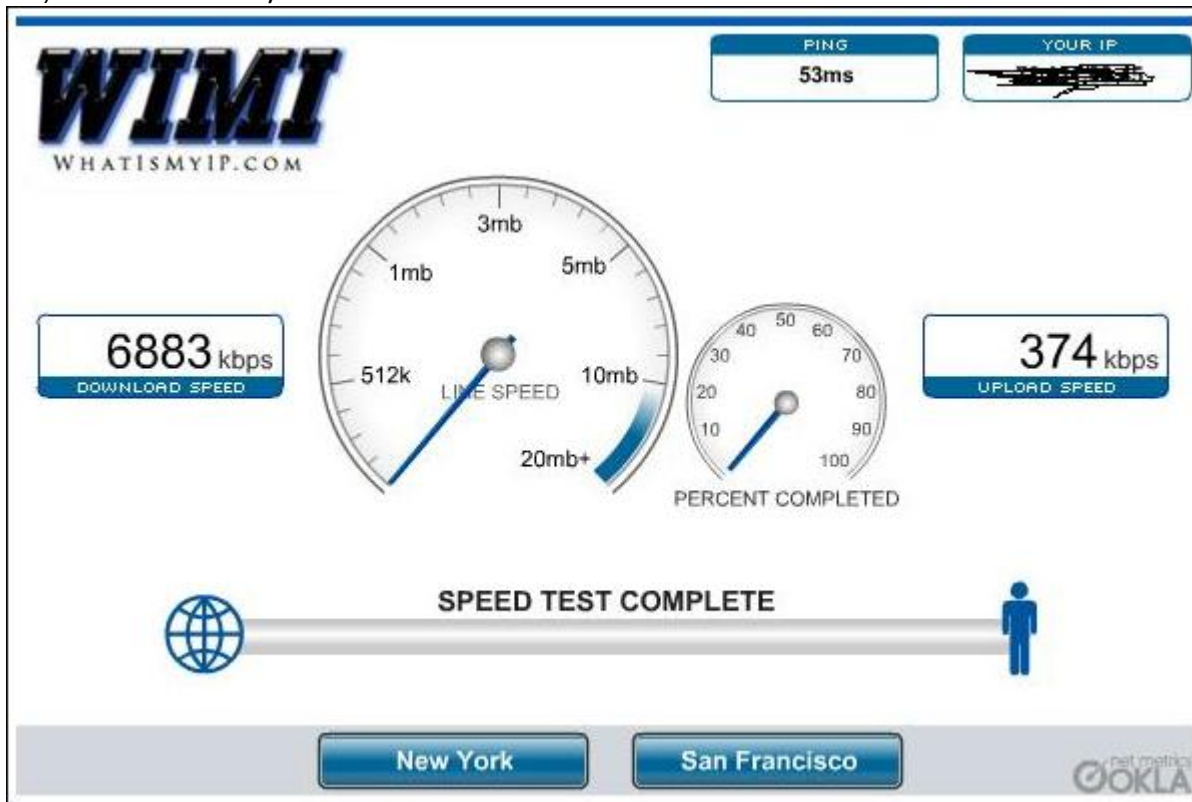 PING
53ms
YOUR IP
WIMI
WHATISMYIP.COM
3mb
1mb
5mb
512k
10mb
20mb+
LINE SPEED
6883 kbps
DOWNLOAD SPEED
50
40
60
30
70
20
80
10
90
100
PERCENT COMPLETED
374 kbps
UPLOAD SPEED
SPEED TEST COMPLETE
New York
San Francisco
net metrics
OOKLA